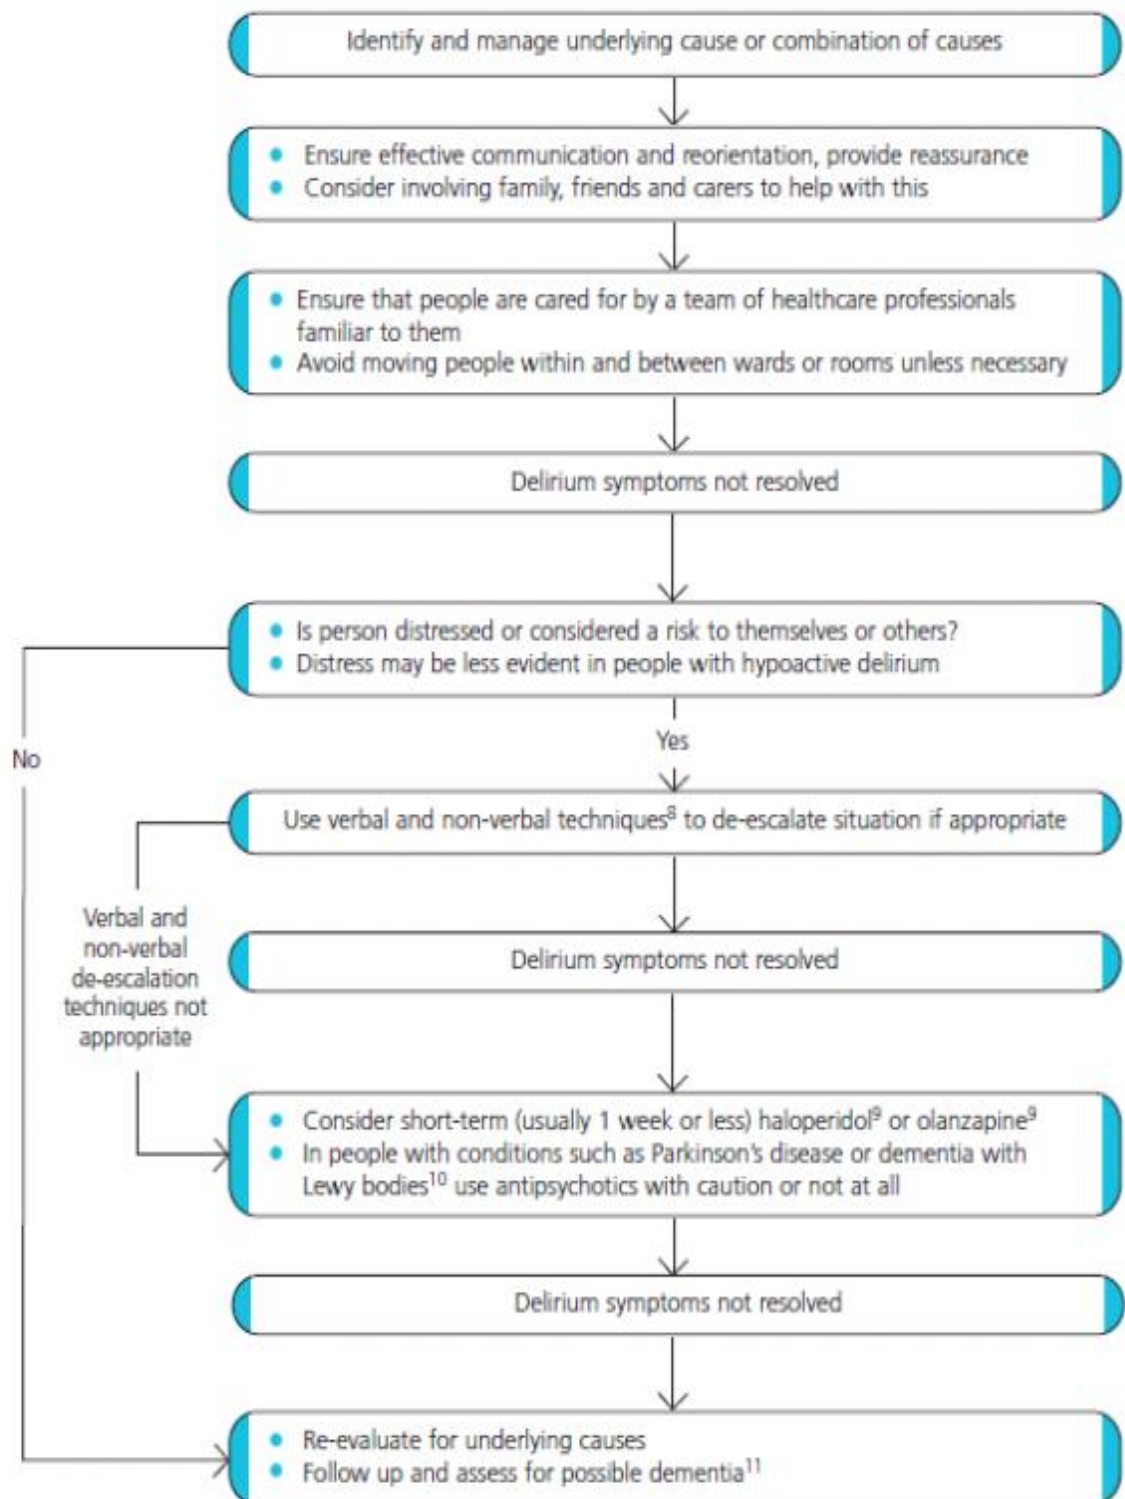 Identify and manage underlying cause or combination of causes
● Ensure effective communication and reorientation, provide reassurance
● Consider involving family, friends and carers to help with this
● Ensure that people are cared for by a team of healthcare professionals
familiar to them
● Avoid moving people within and between wards or rooms unless necessary
Delirium symptoms not resolved
● Is person distressed or considered a risk to themselves or others?
● Distress may be less evident in people with hypoactive delirium
No
Yes
Use verbal and non-verbal techniques⁸ to de-escalate situation if appropriate
Verbal and
non-verbal
de-escalation
techniques not
appropriate
Delirium symptoms not resolved
● Consider short-term (usually 1 week or less) haloperidol⁹ or olanzapine⁹
● In people with conditions such as Parkinson's disease or dementia with
Lewy bodies¹⁰ use antipsychotics with caution or not at all
Delirium symptoms not resolved
● Re-evaluate for underlying causes
● Follow up and assess for possible dementia¹¹